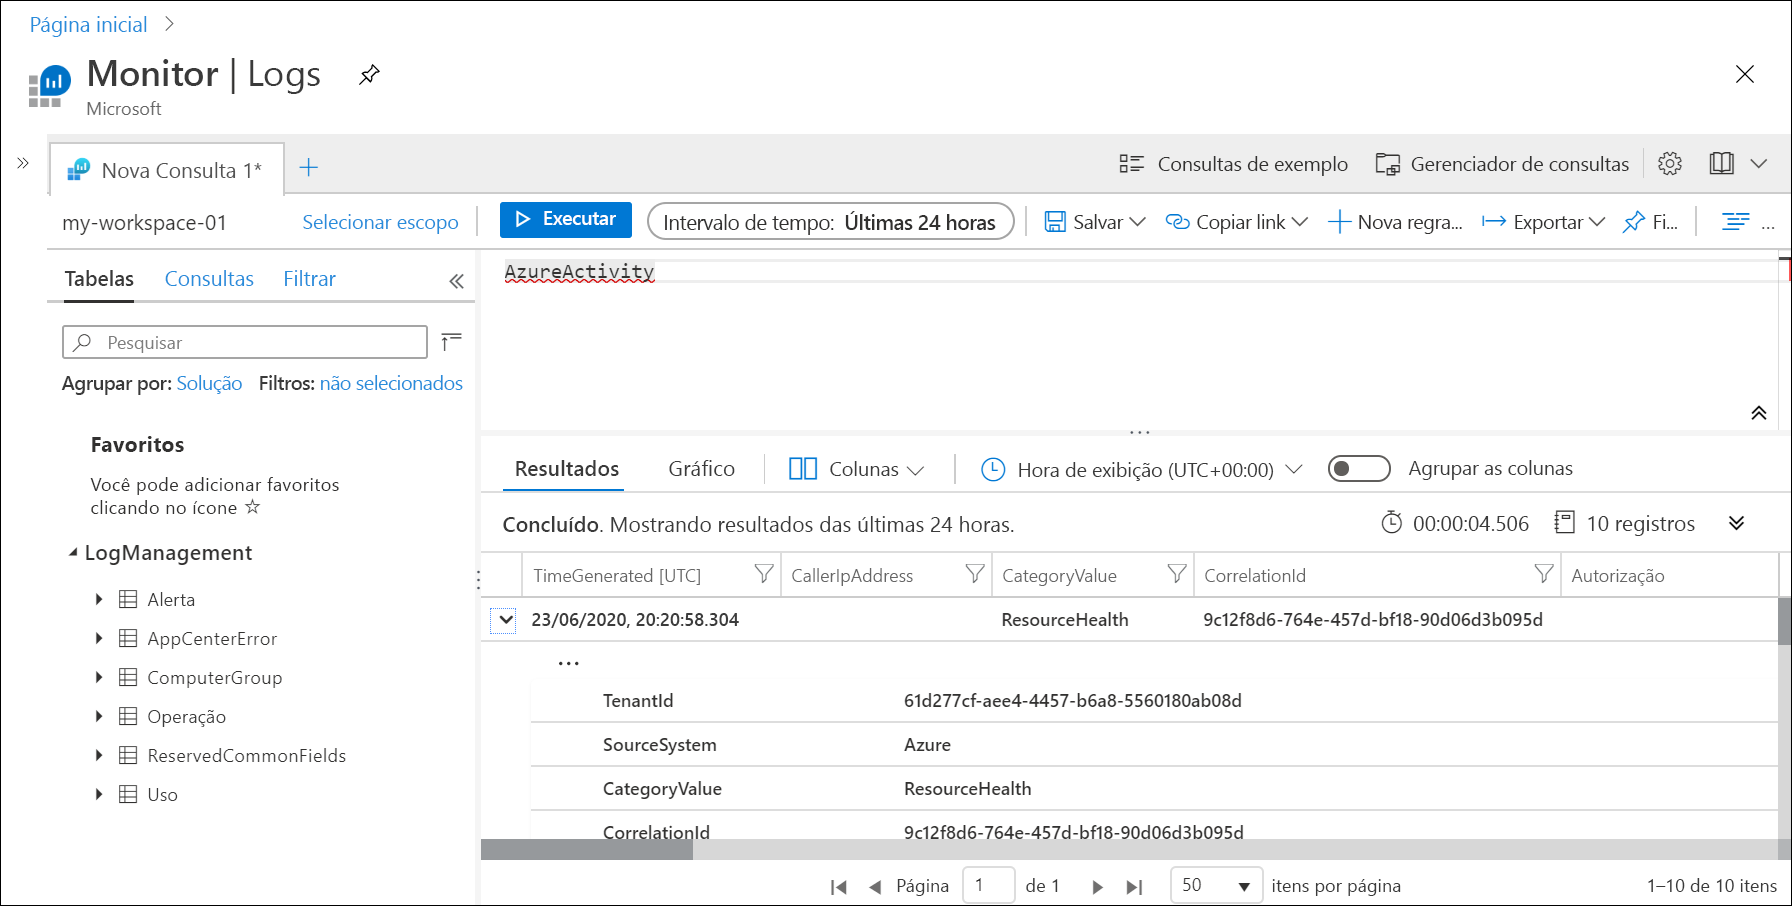 Página inicial
Monitor | Logs
Microsoft
Nova Consulta 1*
Consultas de exemplo
Gerenciador de consultas
my-workspace-01
Selecionar escopo
Executar
Intervalo de tempo: Últimas 24 horas
Salvar
Copiar link
Nova regra...
Exportar
Fi...
...
Tabelas
Consultas
Filtrar
AzureActivity
Pesquisar
Agrupar por: Solução
Filtros: não selecionados
Favoritos
Você pode adicionar favoritos
clicando no ícone ☆
LogManagement
Alerta
AppCenterError
ComputerGroup
Operação
ReservedCommonFields
Uso
Resultados
Gráfico
Colunas
Hora de exibição (UTC+00:00)
Agrupar as colunas
Concluído. Mostrando resultados das últimas 24 horas.
00:00:04.506
10 registros
TimeGenerated [UTC]
CallerIpAddress
CategoryValue
CorrelationId
Autorização
23/06/2020, 20:20:58.304
ResourceHealth
9c12f8d6-764e-457d-bf18-90d06d3b095d
...
TenantId
61d277cf-aee4-4457-b6a8-5560180ab08d
SourceSystem
Azure
CategoryValue
ResourceHealth
CorrelationId
9c12f8d6-764e-457d-bf18-90d06d3b095d
Página 1 de 1
50 itens por página
1–10 de 10 itens